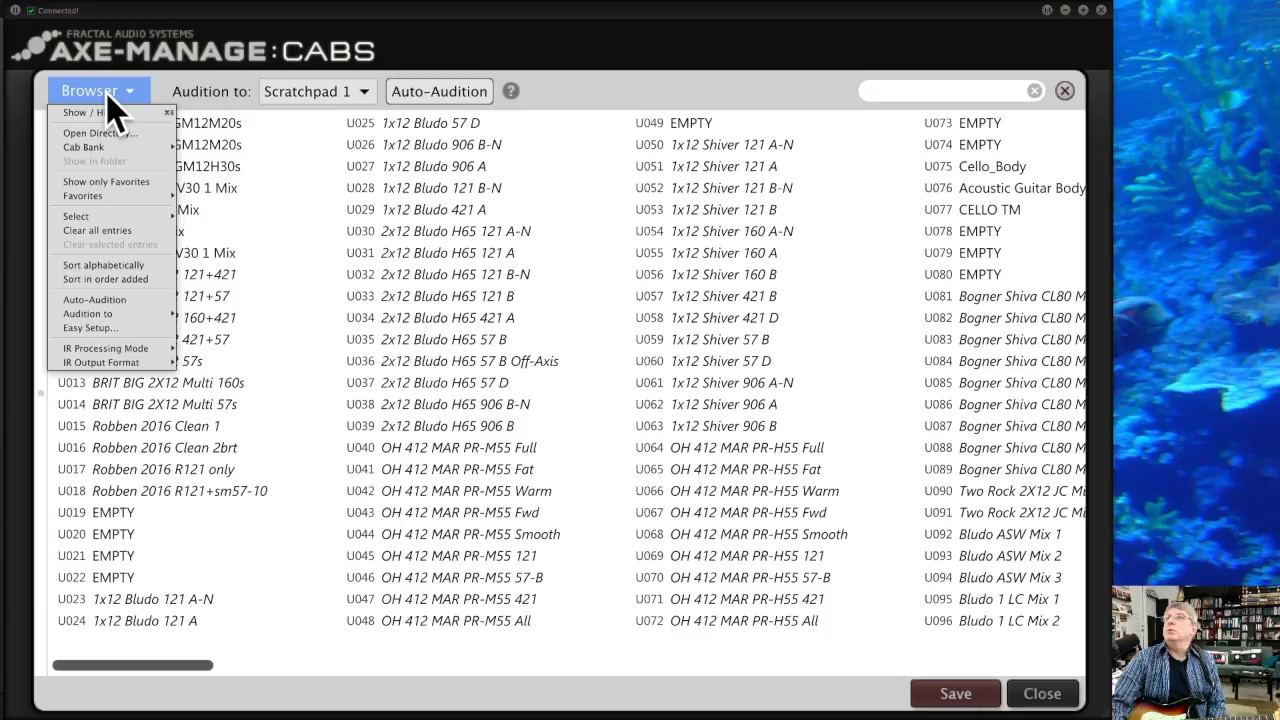 Connected!
FRACTAL AUDIO SYSTEMS
AXE-MANAGE:CABS
Browser
Audition to:
Scratchpad 1
Auto-Audition
?
Show / H
⌘B
Open Director
Cab Bank
Show in folder
Show only Favorites
Favorites
Select
Clear all entries
Clear selected entries
Sort alphabetically
Sort in order added
Auto-Audition
Audition to
Easy Setup...
IR Processing Mode
IR Output Format
GM12M20s
GM12M20s
GM12H30s
V30 1 Mix
Mix
x
V30 1 Mix
121+421
121+57
160+421
421+57
57s
U013 BRIT BIG 2X12 Multi 160s
U014 BRIT BIG 2X12 Multi 57s
U015 Robben 2016 Clean 1
U016 Robben 2016 Clean 2brt
U017 Robben 2016 R121 only
U018 Robben 2016 R121+sm57-10
U019 EMPTY
U020 EMPTY
U021 EMPTY
U022 EMPTY
U023 1x12 Bludo 121 A-N
U024 1x12 Bludo 121 A
U025 1x12 Bludo 57 D
U026 1x12 Bludo 906 B-N
U027 1x12 Bludo 906 A
U028 1x12 Bludo 121 B-N
U029 1x12 Bludo 421 A
U030 2x12 Bludo H65 121 A-N
U031 2x12 Bludo H65 121 A
U032 2x12 Bludo H65 121 B-N
U033 2x12 Bludo H65 121 B
U034 2x12 Bludo H65 421 A
U035 2x12 Bludo H65 57 B
U036 2x12 Bludo H65 57 B Off-Axis
U037 2x12 Bludo H65 57 D
U038 2x12 Bludo H65 906 B-N
U039 2x12 Bludo H65 906 B
U040 OH 412 MAR PR-M55 Full
U041 OH 412 MAR PR-M55 Fat
U042 OH 412 MAR PR-M55 Warm
U043 OH 412 MAR PR-M55 Fwd
U044 OH 412 MAR PR-M55 Smooth
U045 OH 412 MAR PR-M55 121
U046 OH 412 MAR PR-M55 57-B
U047 OH 412 MAR PR-M55 421
U048 OH 412 MAR PR-M55 All
U049 EMPTY
U050 1x12 Shiver 121 A-N
U051 1x12 Shiver 121 A
U052 1x12 Shiver 121 B-N
U053 1x12 Shiver 121 B
U054 1x12 Shiver 160 A-N
U055 1x12 Shiver 160 A
U056 1x12 Shiver 160 B
U057 1x12 Shiver 421 B
U058 1x12 Shiver 421 D
U059 1x12 Shiver 57 B
U060 1x12 Shiver 57 D
U061 1x12 Shiver 906 A-N
U062 1x12 Shiver 906 A
U063 1x12 Shiver 906 B
U064 OH 412 MAR PR-H55 Full
U065 OH 412 MAR PR-H55 Fat
U066 OH 412 MAR PR-H55 Warm
U067 OH 412 MAR PR-H55 Fwd
U068 OH 412 MAR PR-H55 Smooth
U069 OH 412 MAR PR-H55 121
U070 OH 412 MAR PR-H55 57-B
U071 OH 412 MAR PR-H55 421
U072 OH 412 MAR PR-H55 All
U073 EMPTY
U074 EMPTY
U075 Cello_Body
U076 Acoustic Guitar Body
U077 CELLO TM
U078 EMPTY
U079 EMPTY
U080 EMPTY
U081 Bogner Shiva CL80 M
U082 Bogner Shiva CL80 M
U083 Bogner Shiva CL80 M
U084 Bogner Shiva CL80 M
U085 Bogner Shiva CL80 M
U086 Bogner Shiva CL80 M
U087 Bogner Shiva CL80 M
U088 Bogner Shiva CL80 M
U089 Bogner Shiva CL80 M
U090 Two Rock 2X12 JC Mi
U091 Two Rock 2X12 JC Mi
U092 Bludo ASW Mix 1
U093 Bludo ASW Mix 2
U094 Bludo ASW Mix 3
U095 Bludo 1 LC Mix 1
U096 Bludo 1 LC Mix 2
Save
Close